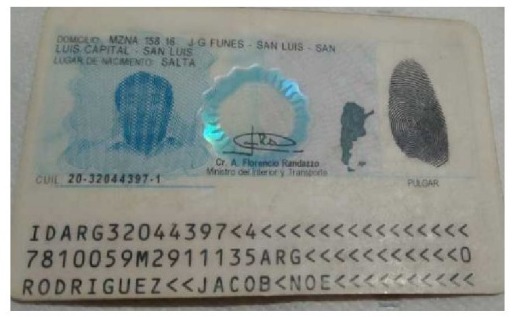 DOMICILIO: MZNA 158 16 J G FUNES - SAN LUIS - SAN
LUIS CAPITAL - SAN LUIS
LUGAR DE NACIMIENTO: SALTA
Cr. A. Florencio Randazzo
Ministro del Interior y Transporte
CUIL: 20-32044397-1
PULGAR
IDARG32044397<4<<<<<<<<<<<<<<<
7810059M2911135ARG<<<<<<<<<<<0
RODRIGUEZ<<JACOB<NOE<<<<<<<<<<